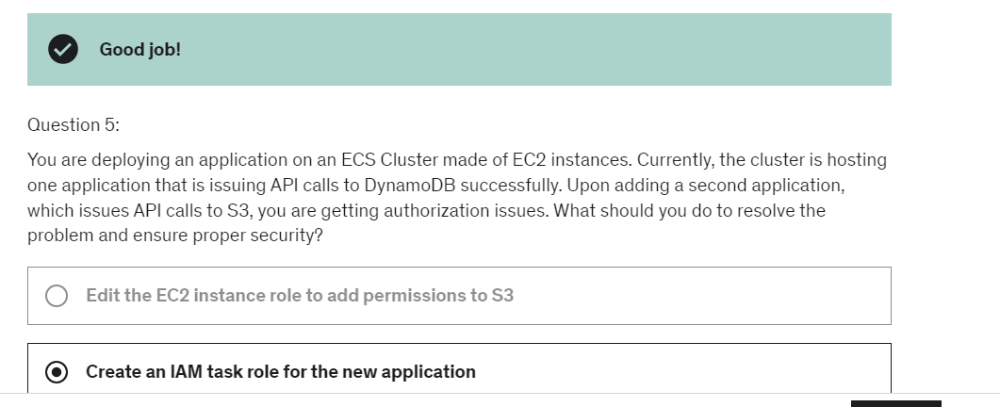 Good job!
Question 5:
You are deploying an application on an ECS Cluster made of EC2 instances. Currently, the cluster is hosting
one application that is issuing API calls to DynamoDB successfully. Upon adding a second application,
which issues API calls to S3, you are getting authorization issues. What should you do to resolve the
problem and ensure proper security?
Edit the EC2 instance role to add permissions to S3
Create an IAM task role for the new application